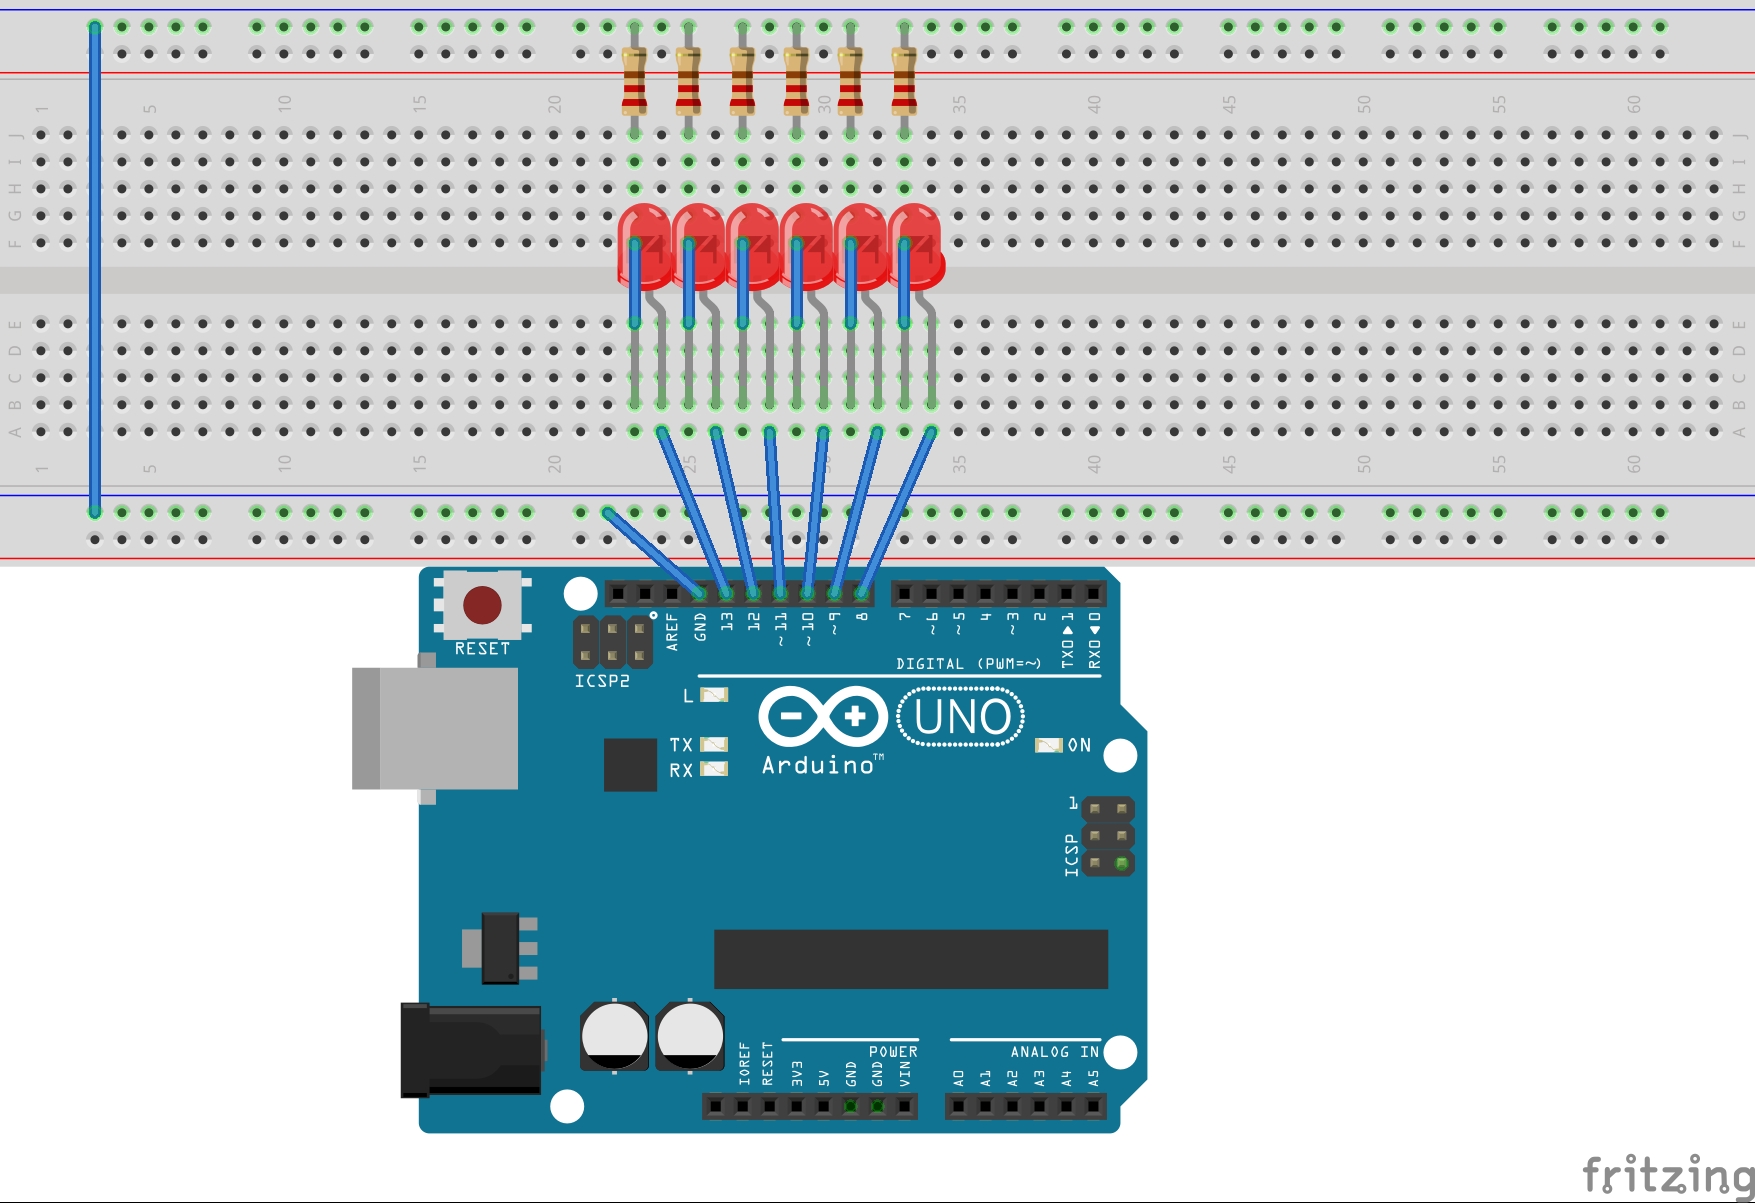 1 5 10 15 20 25 30 35 40 45 50 55 60
J J
I I
H H
G G
F F
E E
D D
C C
B B
A A
1 5 10 15 20 25 30 35 40 45 50 55 60
RESET
ICSP2
AREF GND 13 12 ~11 ~10 ~9 8 7 ~6 ~5 4 ~3 2 TX0▶1 RX0◀0
DIGITAL (PWM=~)
L
TX
RX
UNO
Arduino™
ON
1
ICSP
POWER
ANALOG IN
IOREF RESET 3V3 5V GND GND VIN A0 A1 A2 A3 A4 A5
fritzing